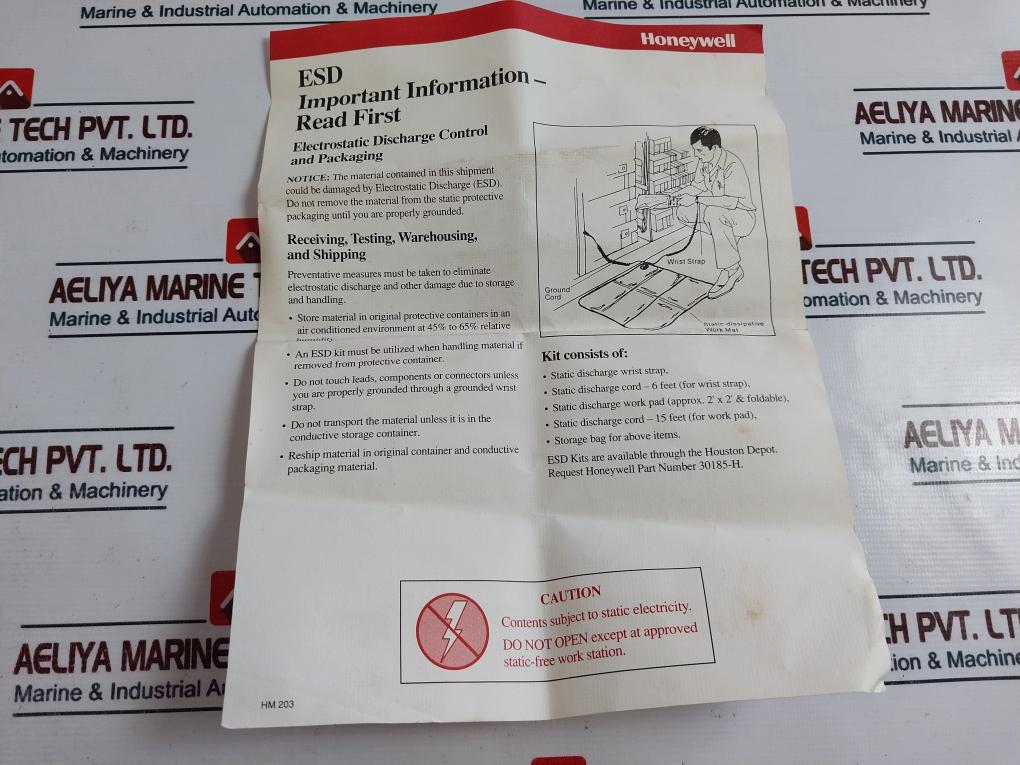 Marine & Industrial Automation & Machinery
Marine & Industrial Automation & Machinery
TECH PVT. LTD.
utomation & Machinery
AELIYA MARINE
Marine & Industrial A
AELIYA MARINE T
Marine & Industrial Auto
TECH PVT. LTD.
omation & Machinery
CH PVT. LTD.
ation & Machinery
AELIYA M
Marine & Ind
AELIYA MARINE
Marine & Industrial A
CH PVT. LT
ion & Machine
Honeywell
ESD
Important Information –
Read First
Electrostatic Discharge Control
and Packaging
NOTICE: The material contained in this shipment
could be damaged by Electrostatic Discharge (ESD).
Do not remove the material from the static protective
packaging until you are properly grounded.
Receiving, Testing, Warehousing,
and Shipping
Preventative measures must be taken to eliminate
electrostatic discharge and other damage due to storage
and handling.
• Store material in original protective containers in an
air conditioned environment at 45% to 65% relative
humidity.
• An ESD kit must be utilized when handling material if
removed from protective container.
• Do not touch leads, components or connectors unless
you are properly grounded through a grounded wrist
strap.
• Do not transport the material unless it is in the
conductive storage container.
• Reship material in original container and conductive
packaging material.
Wrist Strap
Ground
Cord
Static-dissipative
Work Mat
Kit consists of:
• Static discharge wrist strap,
• Static discharge cord – 6 feet (for wrist strap),
• Static discharge work pad (approx. 2' x 2' & foldable),
• Static discharge cord – 15 feet (for work pad),
• Storage bag for above items.
ESD Kits are available through the Houston Depot.
Request Honeywell Part Number 30185-H.
CAUTION
Contents subject to static electricity.
DO NOT OPEN except at approved
static-free work station.
HM 203